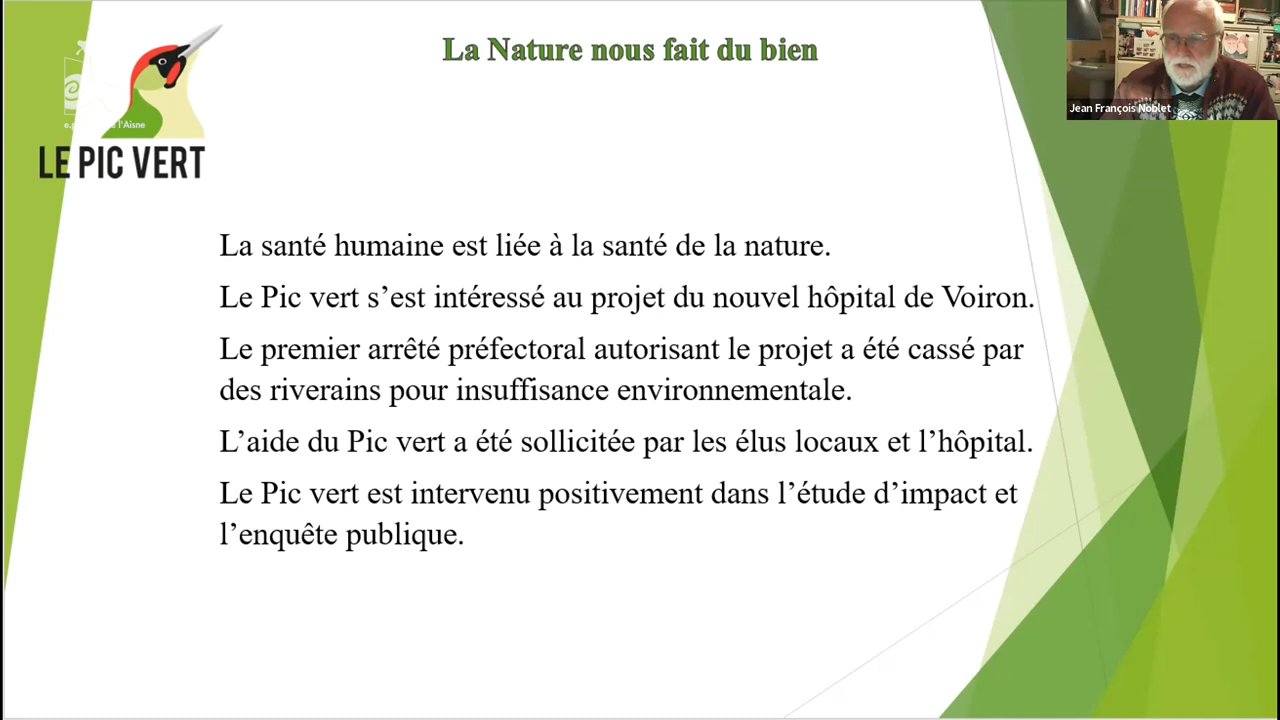 La Nature nous fait du bien
Jean François Noblet
LE PIC VERT
l'Aisne
La santé humaine est liée à la santé de la nature.
Le Pic vert s’est intéressé au projet du nouvel hôpital de Voiron.
Le premier arrêté préfectoral autorisant le projet a été cassé par
des riverains pour insuffisance environnementale.
L’aide du Pic vert a été sollicitée par les élus locaux et l’hôpital.
Le Pic vert est intervenu positivement dans l’étude d’impact et
l’enquête publique.